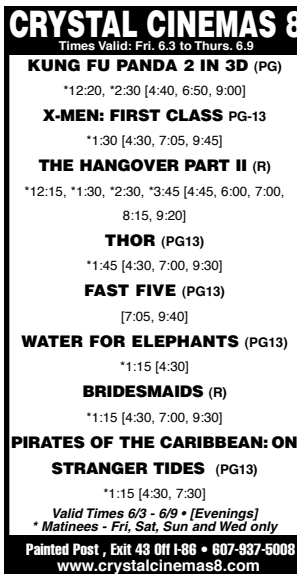 CRYSTAL CINEMAS 8
Times Valid: Fri. 6.3 to Thurs. 6.9
KUNG FU PANDA 2 IN 3D (PG)
*12:20, *2:30 [4:40, 6:50, 9:00]
X-MEN: FIRST CLASS PG-13
*1:30 [4:30, 7:05, 9:45]
THE HANGOVER PART II (R)
*12:15, *1:30, *2:30, *3:45 [4:45, 6:00, 7:00,
8:15, 9:20]
THOR (PG13)
*1:45 [4:30, 7:00, 9:30]
FAST FIVE (PG13)
[7:05, 9:40]
WATER FOR ELEPHANTS (PG13)
*1:15 [4:30]
BRIDESMAIDS (R)
*1:15 [4:30, 7:00, 9:30]
PIRATES OF THE CARIBBEAN: ON
STRANGER TIDES (PG13)
*1:15 [4:30, 7:30]
Valid Times 6/3 - 6/9 • [Evenings]
* Matinees - Fri, Sat, Sun and Wed only
Painted Post , Exit 43 Off I-86 • 607-937-5008
www.crystalcinemas8.com